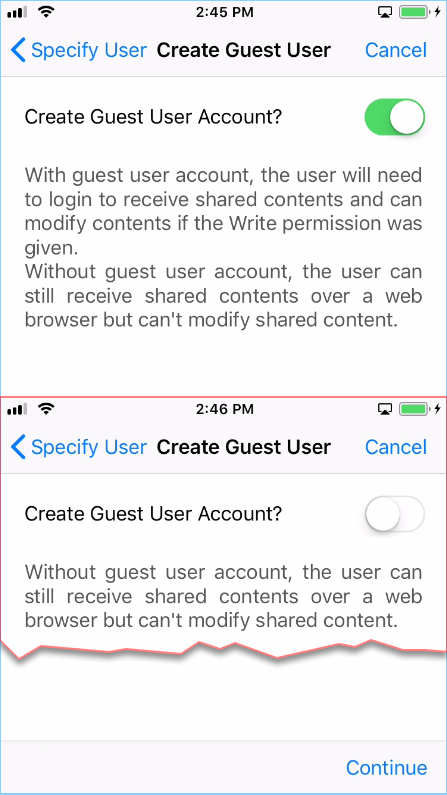 2:45 PM
Specify User Create Guest User Cancel
Create Guest User Account?
With guest user account, the user will need
to login to receive shared contents and can
modify contents if the Write permission was
given.
Without guest user account, the user can
still receive shared contents over a web
browser but can't modify shared content.
2:46 PM
Specify User Create Guest User Cancel
Create Guest User Account?
Without guest user account, the user can
still receive shared contents over a web
browser but can't modify shared content.
Continue